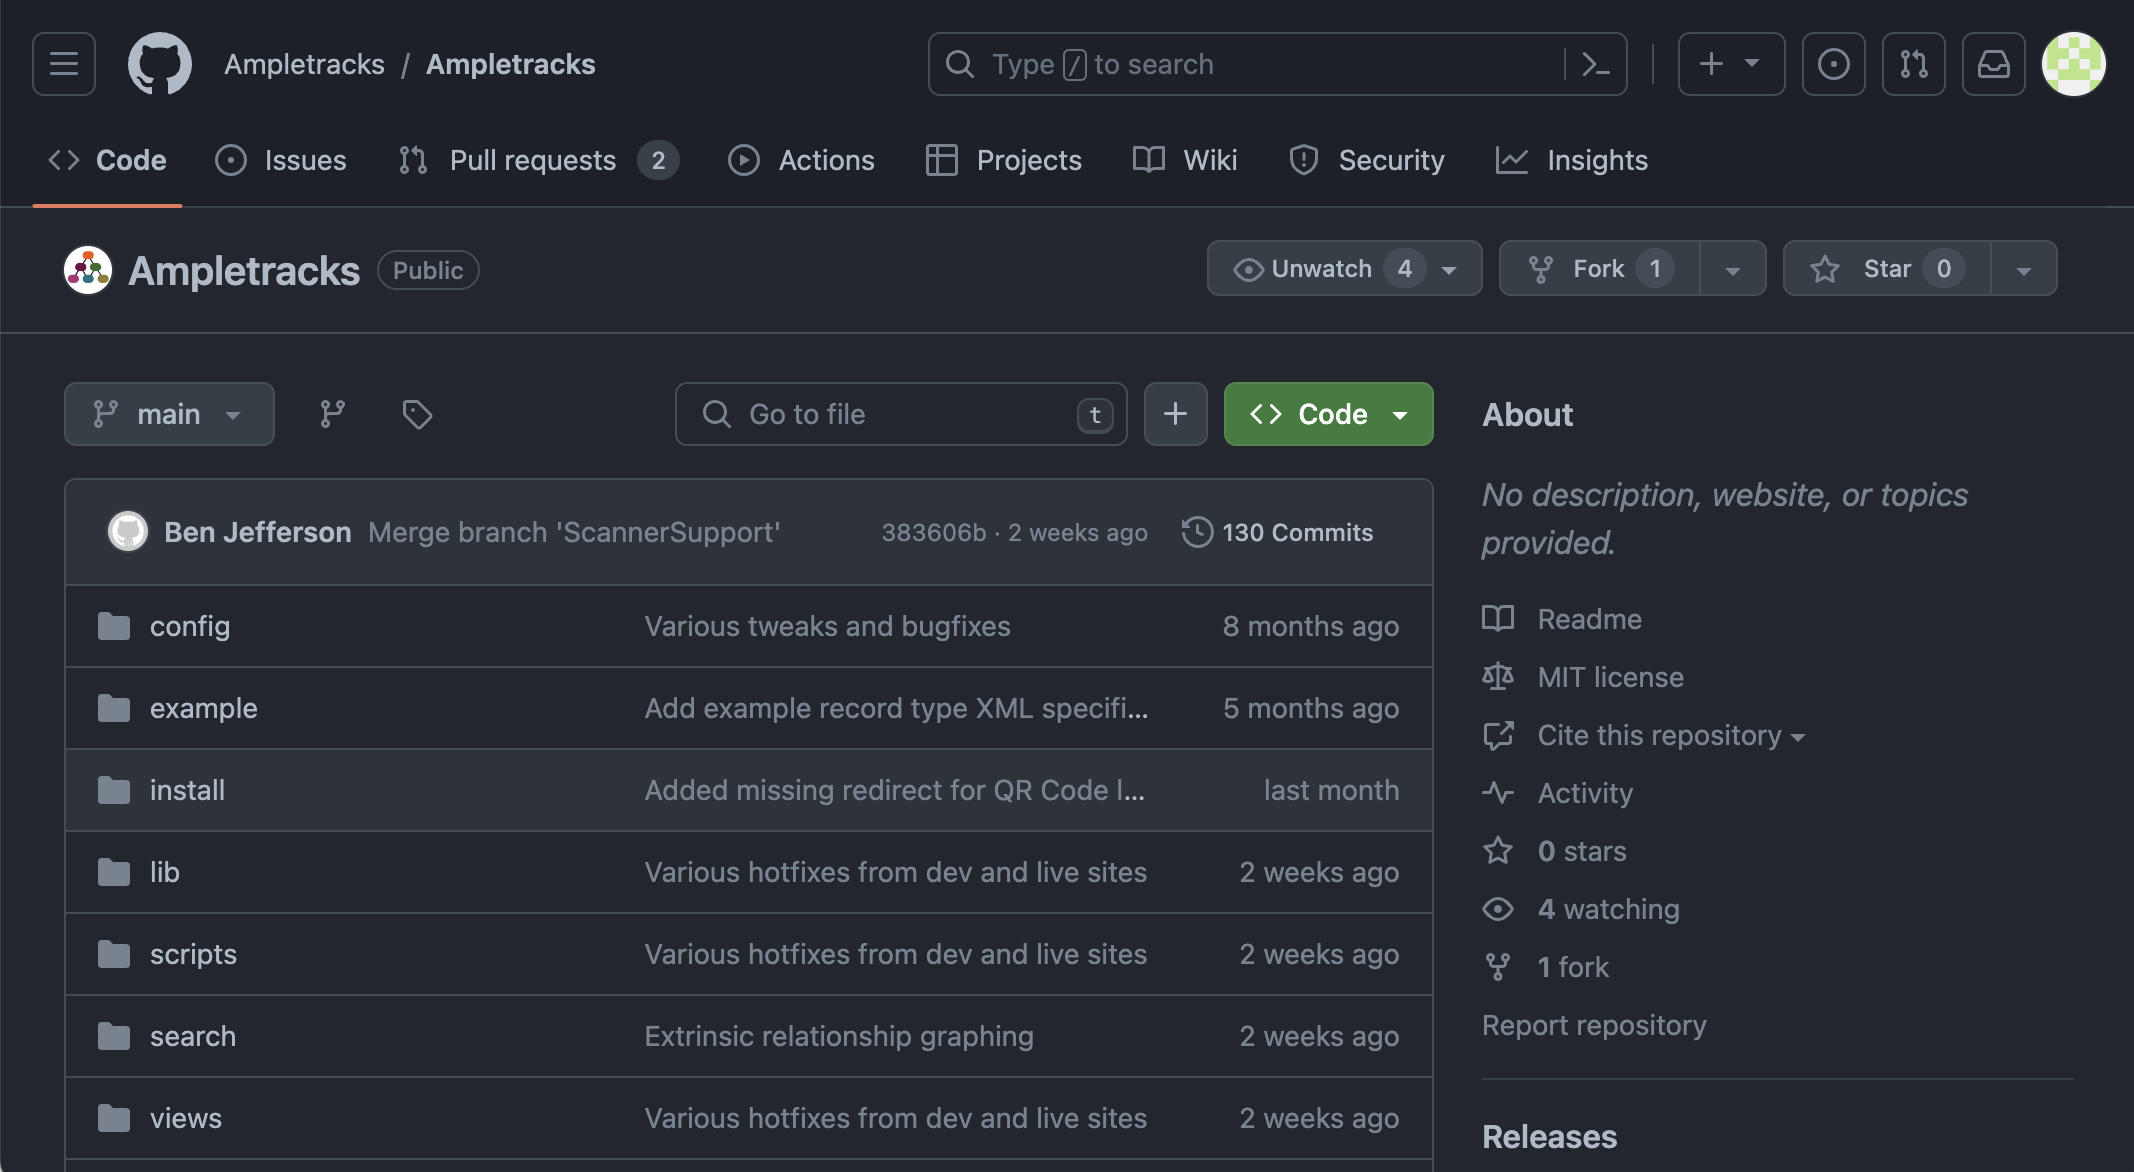 Ampletracks / Ampletracks
Type / to search
Code Issues Pull requests 2 Actions Projects Wiki Security Insights
Ampletracks Public
Unwatch 4 Fork 1 Star 0
main Go to file t + Code
Ben Jefferson Merge branch 'ScannerSupport' 383606b · 2 weeks ago 130 Commits
config Various tweaks and bugfixes 8 months ago
example Add example record type XML specifi... 5 months ago
install Added missing redirect for QR Code l... last month
lib Various hotfixes from dev and live sites 2 weeks ago
scripts Various hotfixes from dev and live sites 2 weeks ago
search Extrinsic relationship graphing 2 weeks ago
views Various hotfixes from dev and live sites 2 weeks ago
About
No description, website, or topics
provided.
Readme
MIT license
Cite this repository
Activity
0 stars
4 watching
1 fork
Report repository
Releases